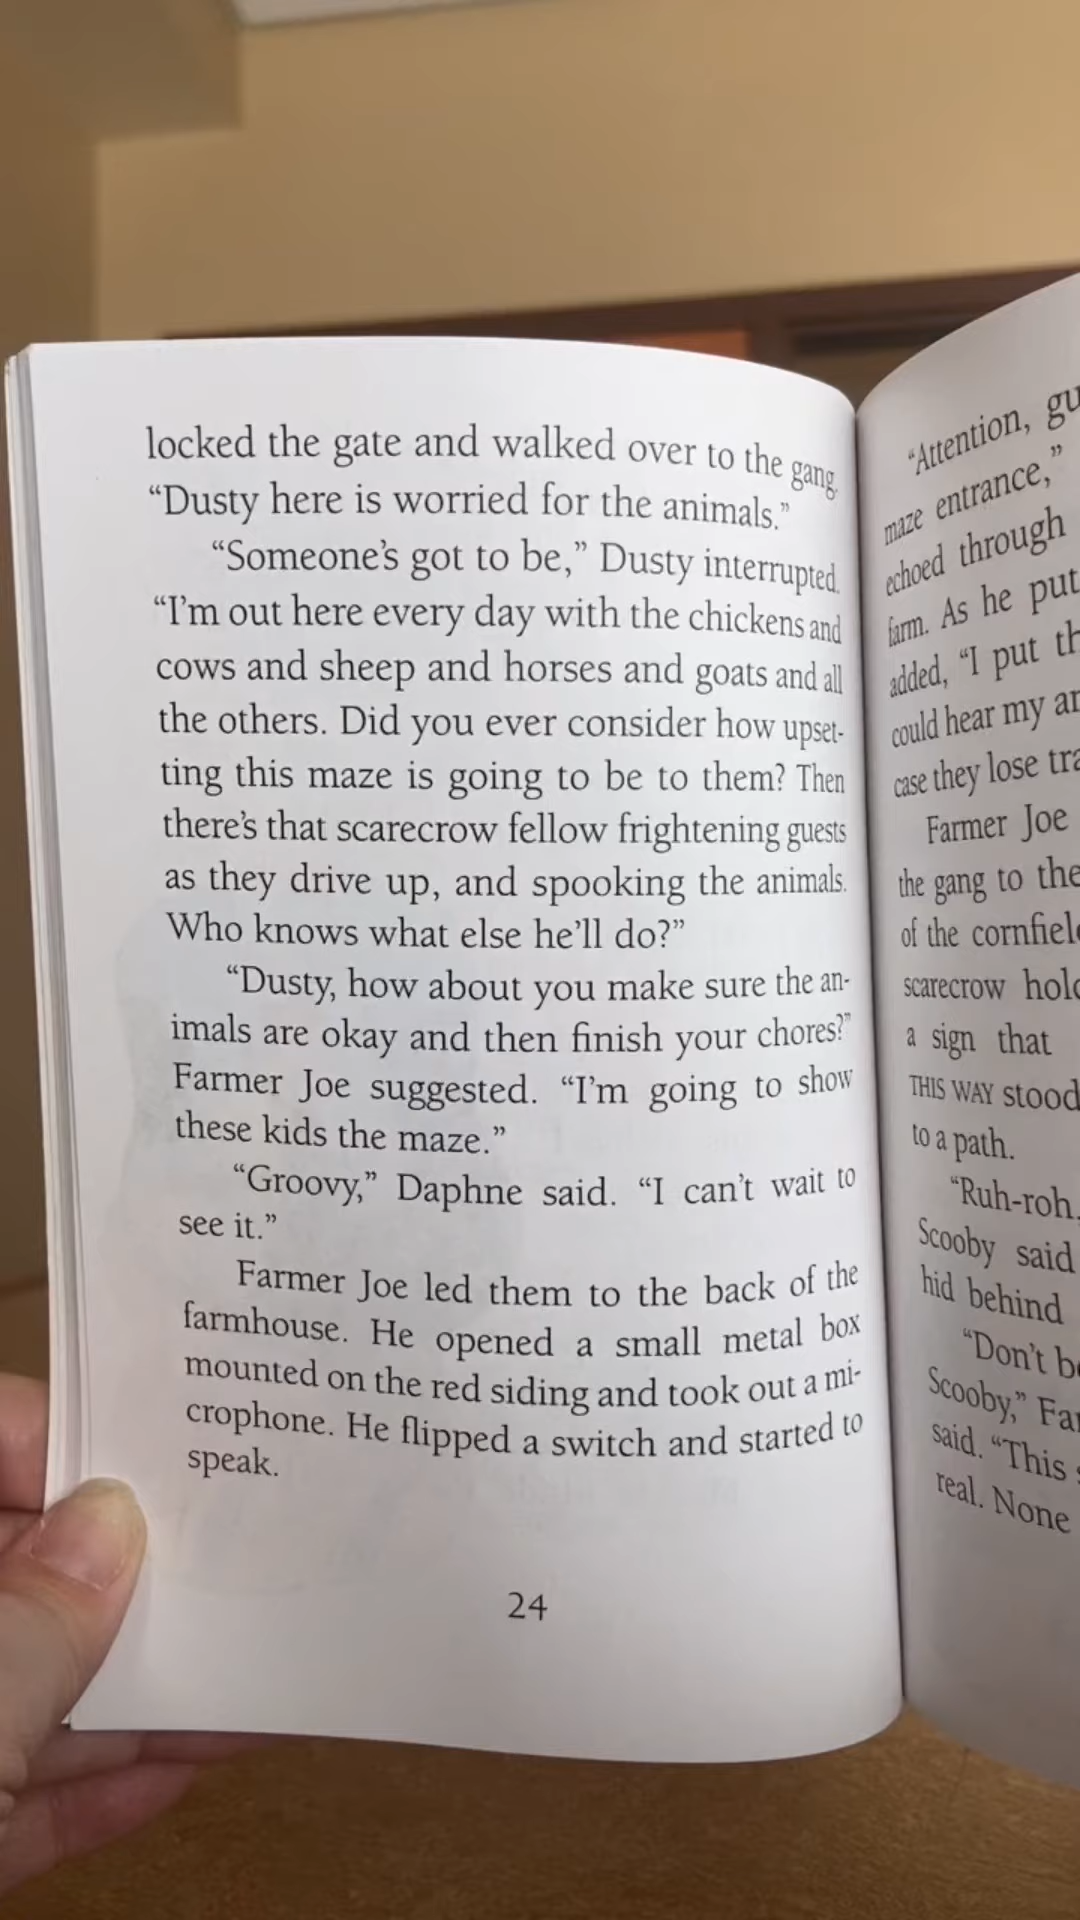 locked the gate and walked over to the gang.
“Dusty here is worried for the animals.”
“Someone’s got to be,” Dusty interrupted.
“I’m out here every day with the chickens and
cows and sheep and horses and goats and all
the others. Did you ever consider how upset-
ting this maze is going to be to them? Then
there’s that scarecrow fellow frightening guests
as they drive up, and spooking the animals.
Who knows what else he’ll do?”
“Dusty, how about you make sure the an-
imals are okay and then finish your chores?”
Farmer Joe suggested. “I’m going to show
these kids the maze.”
“Groovy,” Daphne said. “I can’t wait to
see it.”
Farmer Joe led them to the back of the
farmhouse. He opened a small metal box
mounted on the red siding and took out a mi-
crophone. He flipped a switch and started to
speak.
24
“Attention,
maze entrance,”
echoed through
farm. As he put
added, “I put
could hear my
case they lose
Farmer Joe
the gang to the
of the
scarecrow
a sign that
THIS WAY stood
to a path.
“Ruh-roh.
Scooby said
hid behind
“Don’t
Scooby,”
said. “This
real. None